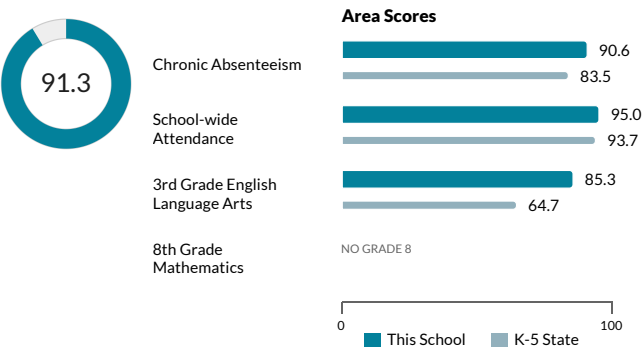 91.3
Area Scores
Chronic Absenteeism
90.6
83.5
School-wide
Attendance
95.0
93.7
3rd Grade English
Language Arts
85.3
64.7
8th Grade
Mathematics
NO GRADE 8
0
100
This School
K-5 State